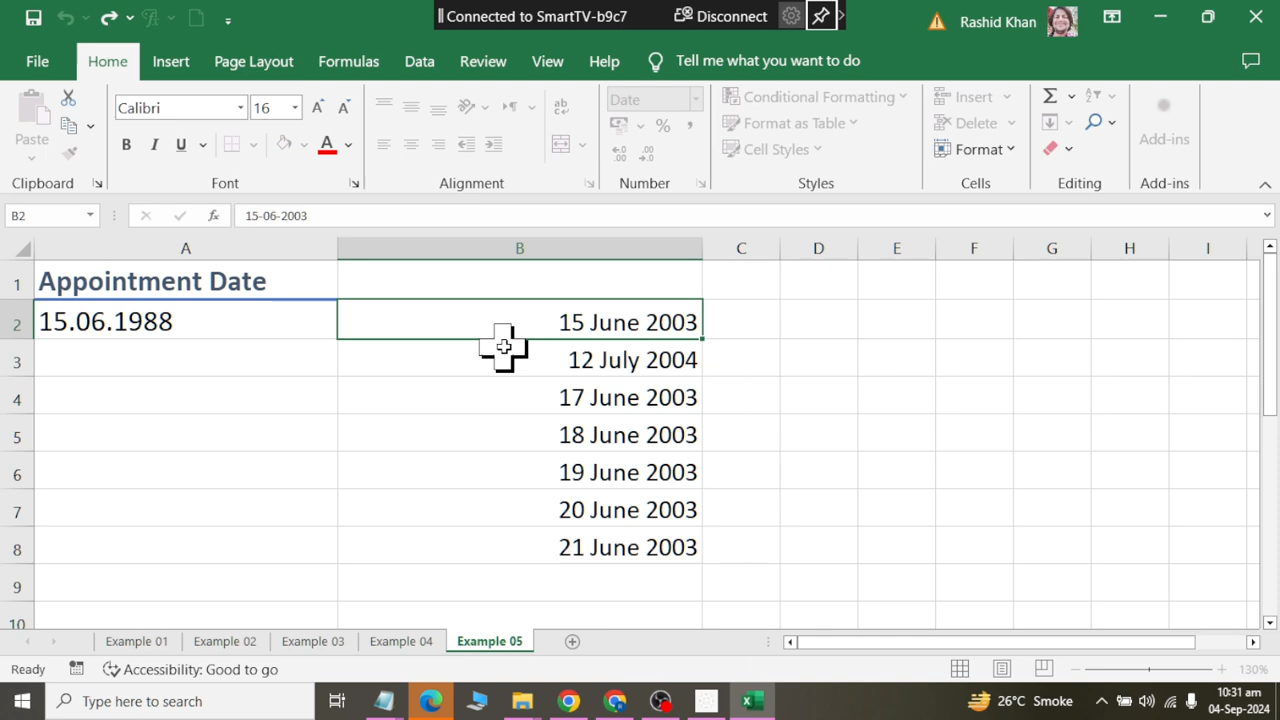 Connected to SmartTV-b9c7 Disconnect
Rashid Khan
File Home Insert Page Layout Formulas Data Review View Help Tell me what you want to do
Paste
Calibri 16
B I U A
ab
Date
%
Conditional Formatting
Format as Table
Cell Styles
Insert
Delete
Format
Add-ins
Clipboard Font Alignment Number Styles Cells Editing Add-ins
B2 fx 15-06-2003
A B C D E F G H I
1 Appointment Date
2 15.06.1988 15 June 2003
3 12 July 2004
4 17 June 2003
5 18 June 2003
6 19 June 2003
7 20 June 2003
8 21 June 2003
9
10
Example 01 Example 02 Example 03 Example 04 Example 05
Ready Accessibility: Good to go 130%
Type here to search 26°C Smoke 10:31 am
04-Sep-2024